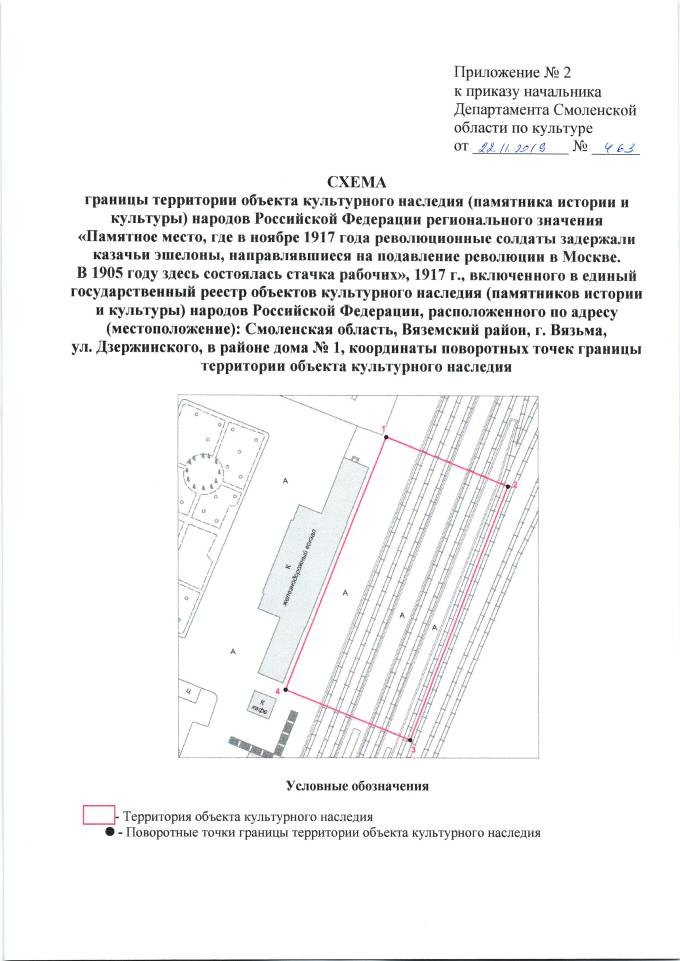 Приложение № 2
к приказу начальника
Департамента Смоленской
области по культуре
от 22.11.2019 № 463
СХЕМА
границы территории объекта культурного наследия (памятника истории и
культуры) народов Российской Федерации регионального значения
«Памятное место, где в ноябре 1917 года революционные солдаты задержали
казачьи эшелоны, направлявшиеся на подавление революции в Москве.
В 1905 году здесь состоялась стачка рабочих», 1917 г., включенного в единый
государственный реестр объектов культурного наследия (памятников истории
и культуры) народов Российской Федерации, расположенного по адресу
(местоположение): Смоленская область, Вяземский район, г. Вязьма,
ул. Дзержинского, в районе дома № 1, координаты поворотных точек границы
территории объекта культурного наследия
1
2
А
К
железнодорожный вокзал
А
А
А
А
4
Ц
К
кафе
3
Условные обозначения
- Территория объекта культурного наследия
- Поворотные точки границы территории объекта культурного наследия